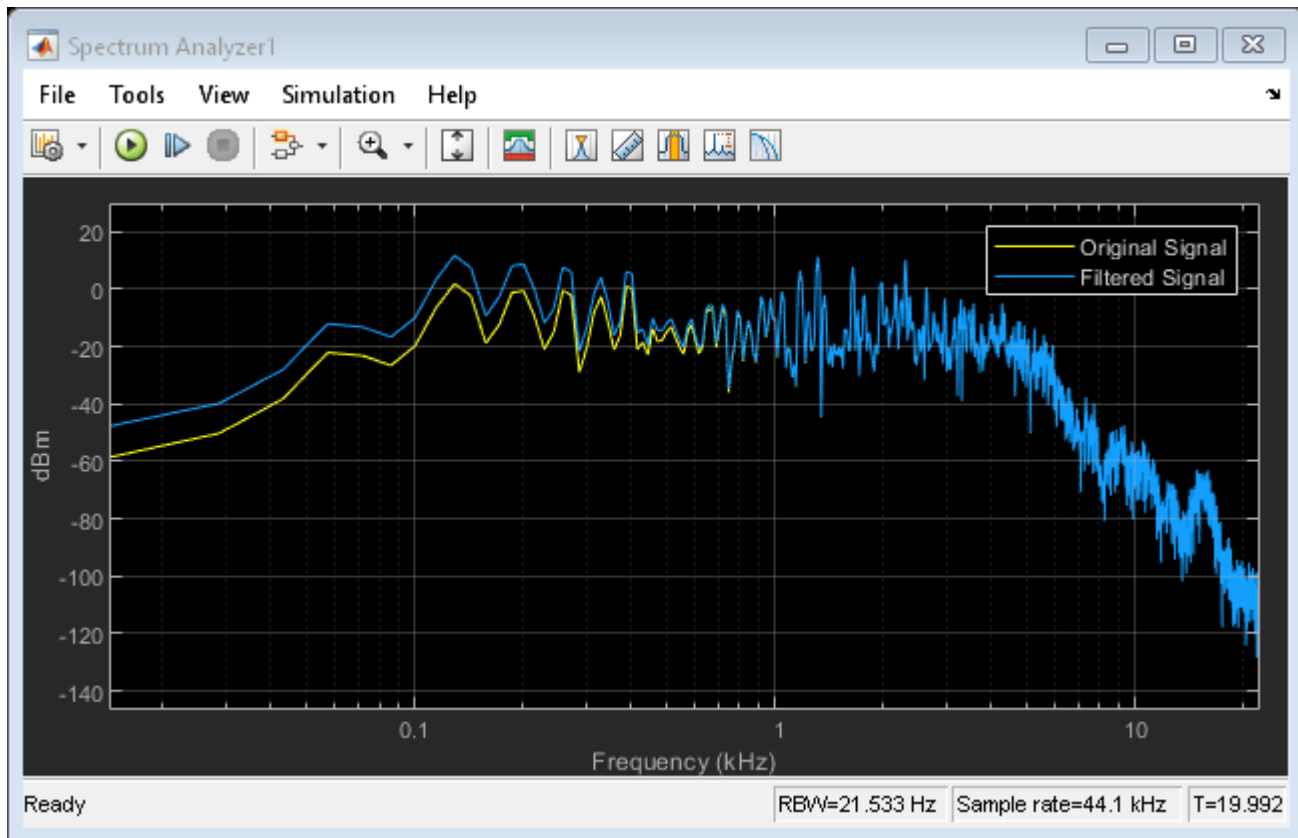 Spectrum Analyzer1
File Tools View Simulation Help
20
0
-20
-40
-60
-80
-100
-120
-140
dBm
Original Signal
Filtered Signal
0.1 1 10
Frequency (kHz)
Ready RBW=21.533 Hz Sample rate=44.1 kHz T=19.992